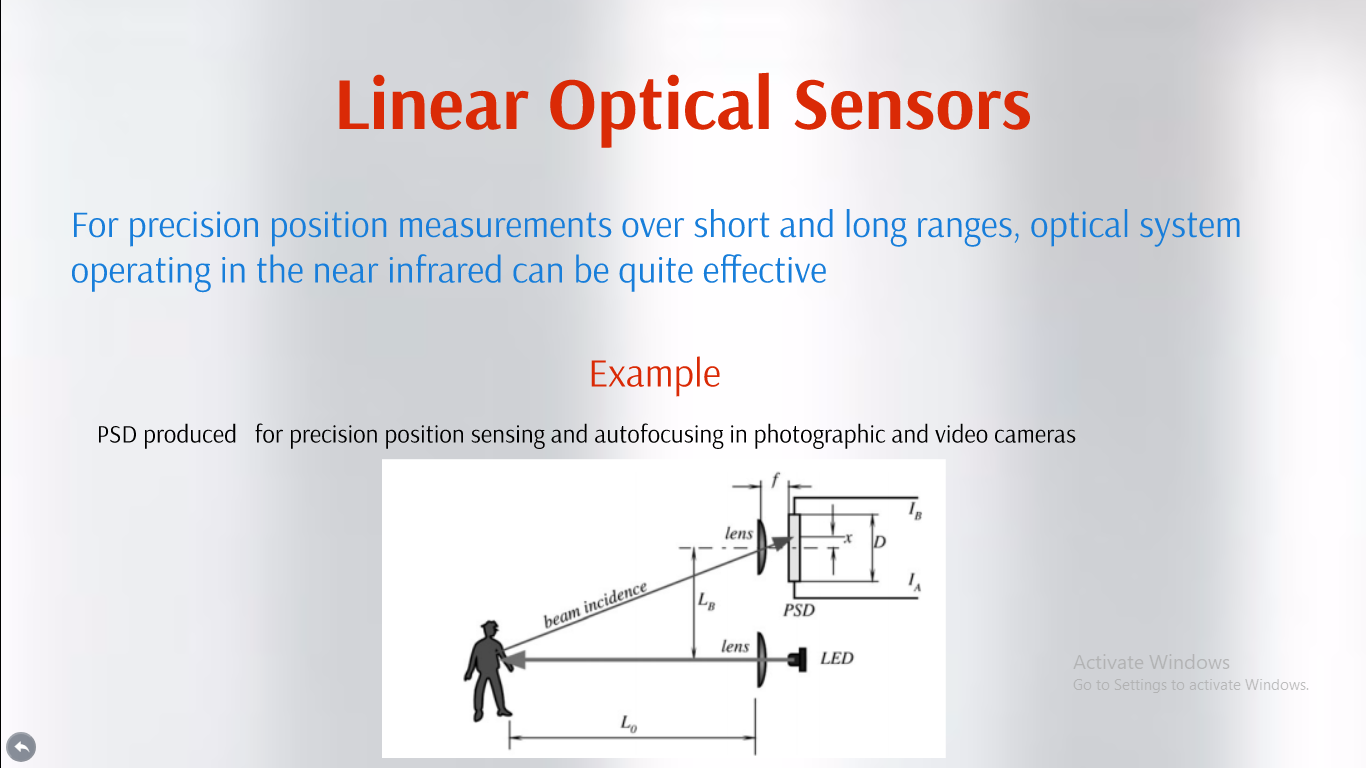 Linear Optical Sensors
For precision position measurements over short and long ranges, optical system
operating in the near infrared can be quite effective
Example
PSD produced for precision position sensing and autofocusing in photographic and video cameras
f
I_B
lens
x
D
beam incidence
L_B
I_A
PSD
lens
LED
L_0
Activate Windows
Go to Settings to activate Windows.